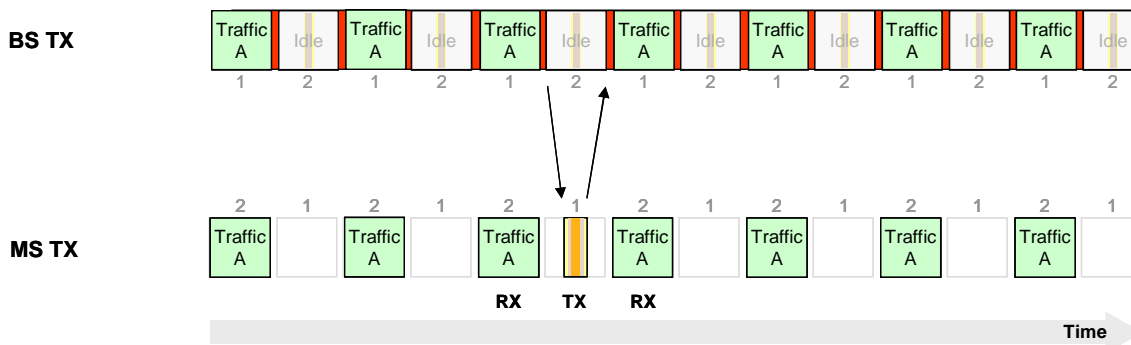 BS TX
Traffic A Idle Traffic A Idle Traffic A Idle Traffic A Idle Traffic A Idle Traffic A Idle Traffic A Idle
1 2 1 2 1 2 1 2 1 2 1 2 1 2
2 1 2 1 2 1 2 1 2 1 2 1 2 1
MS TX
Traffic A Traffic A Traffic A Traffic A Traffic A Traffic A Traffic A
RX TX RX
Time